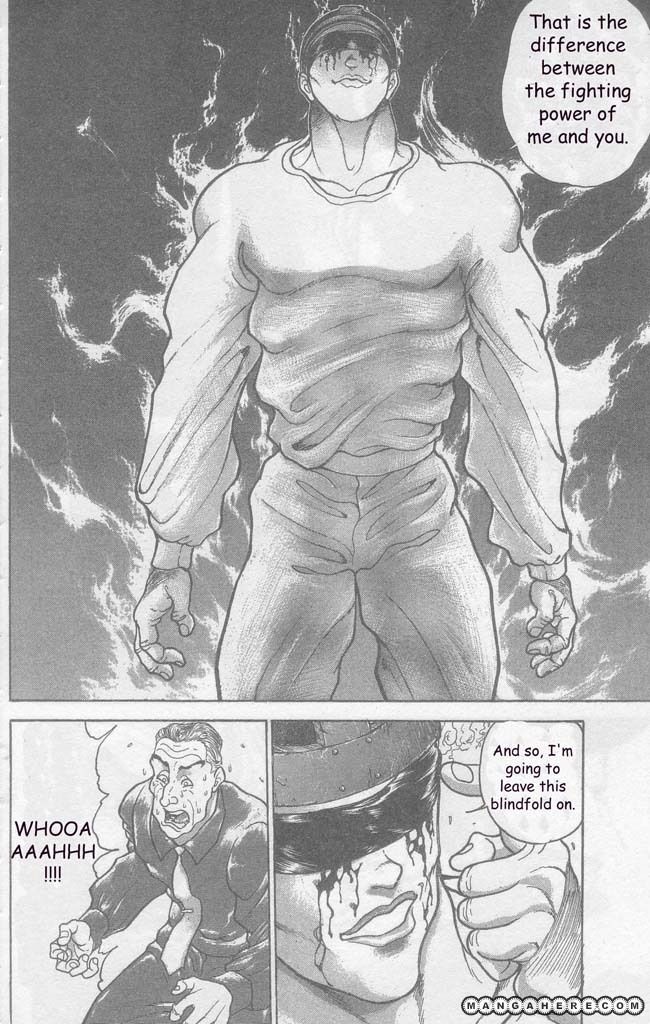 That is the
difference
between
the fighting
power of
me and you.
WHOOA
AAAHHH
!!!!
And so, I'm
going to
leave this
blindfold on.
MANGAHERE.COM